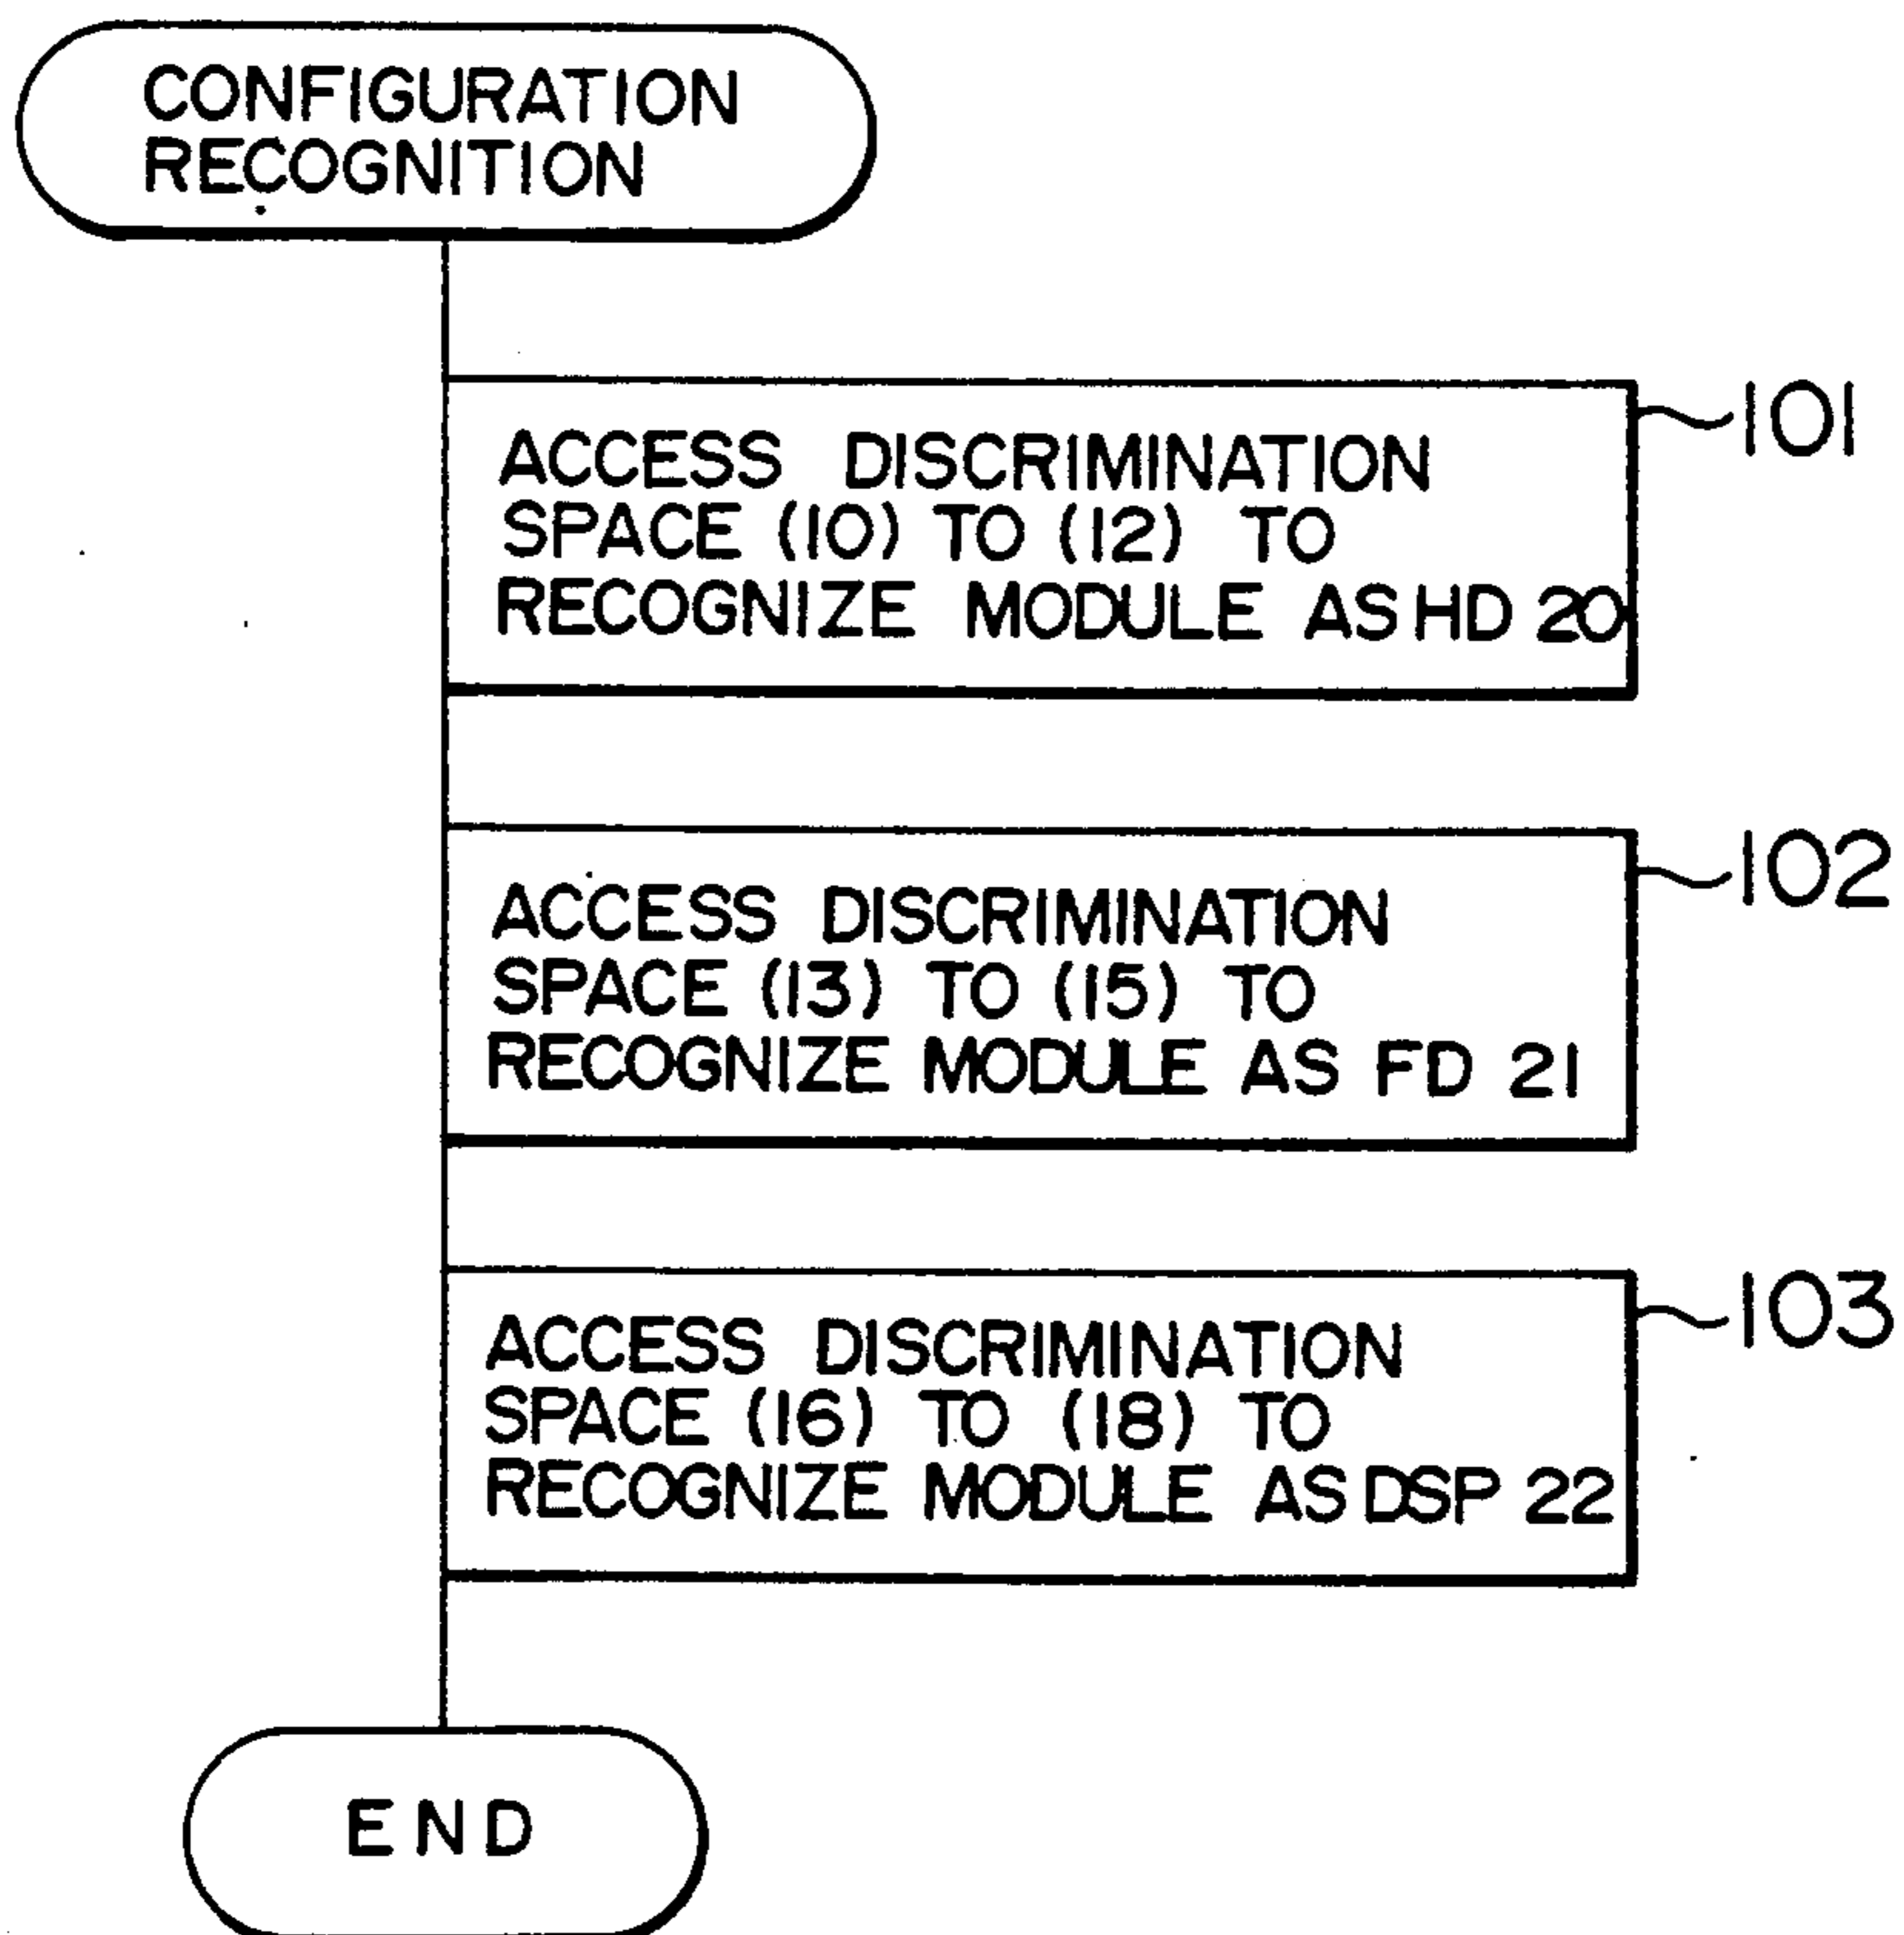 CONFIGURATION
RECOGNITION
101
ACCESS DISCRIMINATION
SPACE (10) TO (12) TO
RECOGNIZE MODULE AS HD 20
102
ACCESS DISCRIMINATION
SPACE (13) TO (15) TO
RECOGNIZE MODULE AS FD 21
103
ACCESS DISCRIMINATION
SPACE (16) TO (18) TO
RECOGNIZE MODULE AS DSP 22
END